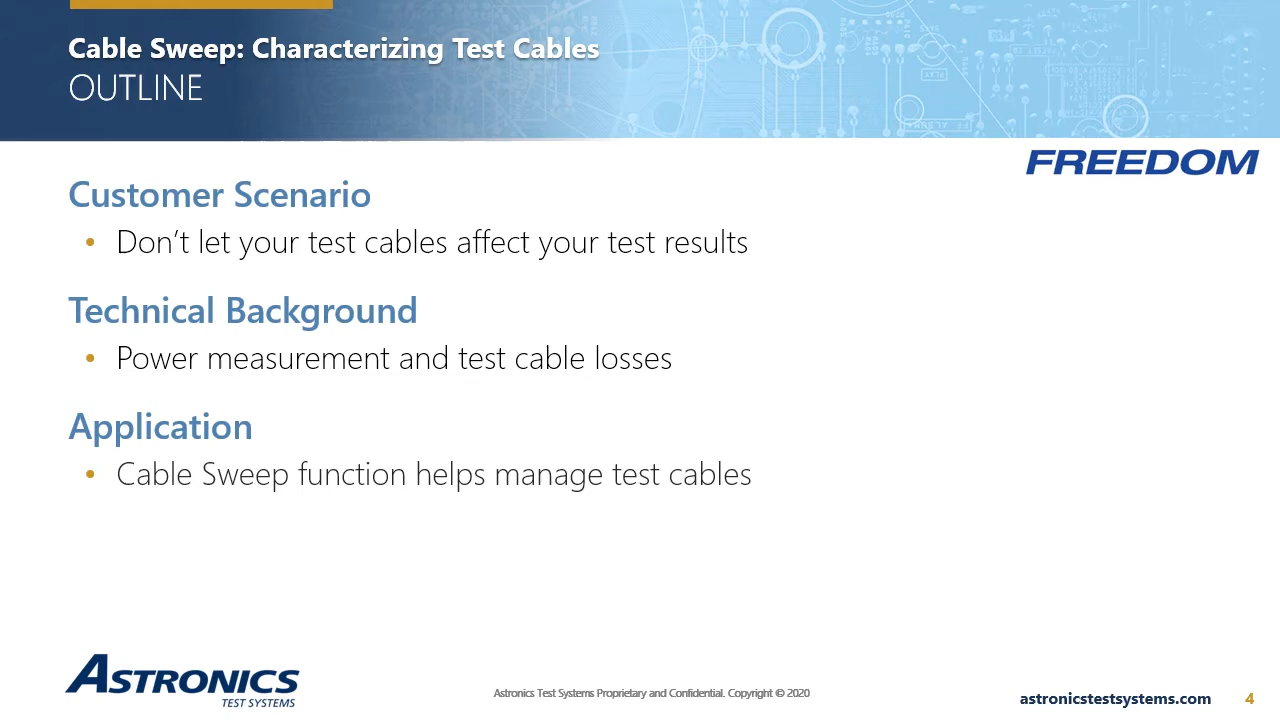 Cable Sweep: Characterizing Test Cables
OUTLINE
FREEDOM
Customer Scenario
• Don’t let your test cables affect your test results
Technical Background
• Power measurement and test cable losses
Application
• Cable Sweep function helps manage test cables
ASTRONICS
TEST SYSTEMS
Astronics Test Systems Proprietary and Confidential. Copyright © 2020
astronicstestsystems.com 4